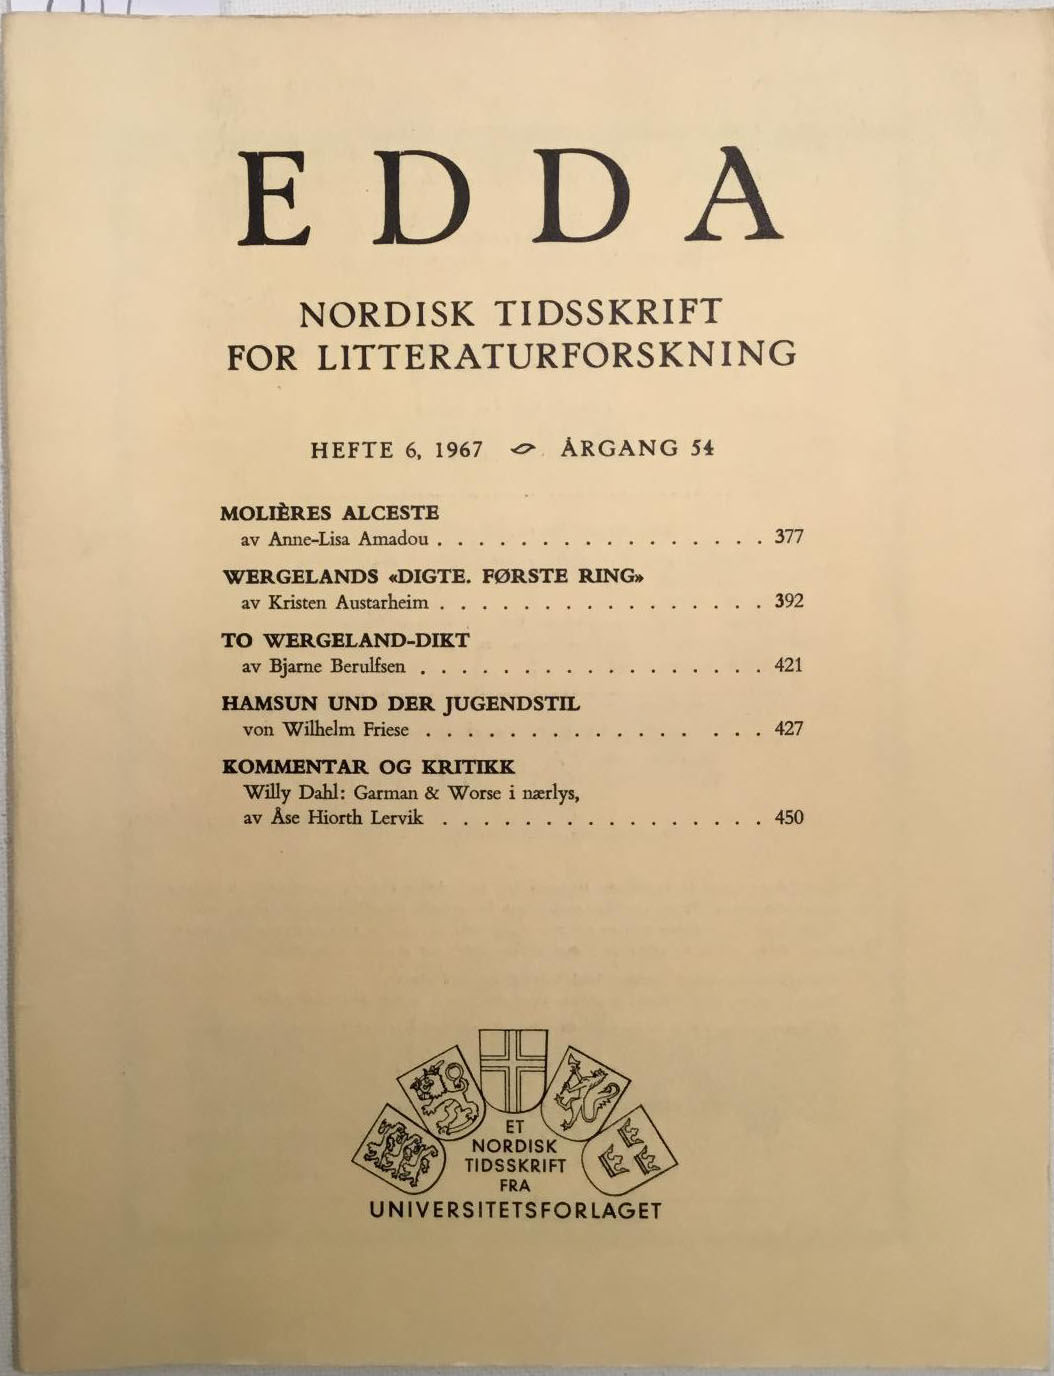 E D D A
NORDISK TIDSSKRIFT
FOR LITTERATURFORSKNING
HEFTE 6, 1967 ÅRGANG 54
MOLIÈRES ALCESTE
av Anne-Lisa Amadou . . . . . . . . . . . . . . . . 377
WERGELANDS «DIGTE. FØRSTE RING»
av Kristen Austarheim . . . . . . . . . . . . . . . . 392
TO WERGELAND-DIKT
av Bjarne Berulfsen . . . . . . . . . . . . . . . . . 421
HAMSUN UND DER JUGENDSTIL
von Wilhelm Friese . . . . . . . . . . . . . . . . 427
KOMMENTAR OG KRITIKK
Willy Dahl: Garman & Worse i nærlys,
av Åse Hiorth Lervik . . . . . . . . . . . . . . . . 450
ET
NORDISK
TIDSSKRIFT
FRA
UNIVERSITETSFORLAGET